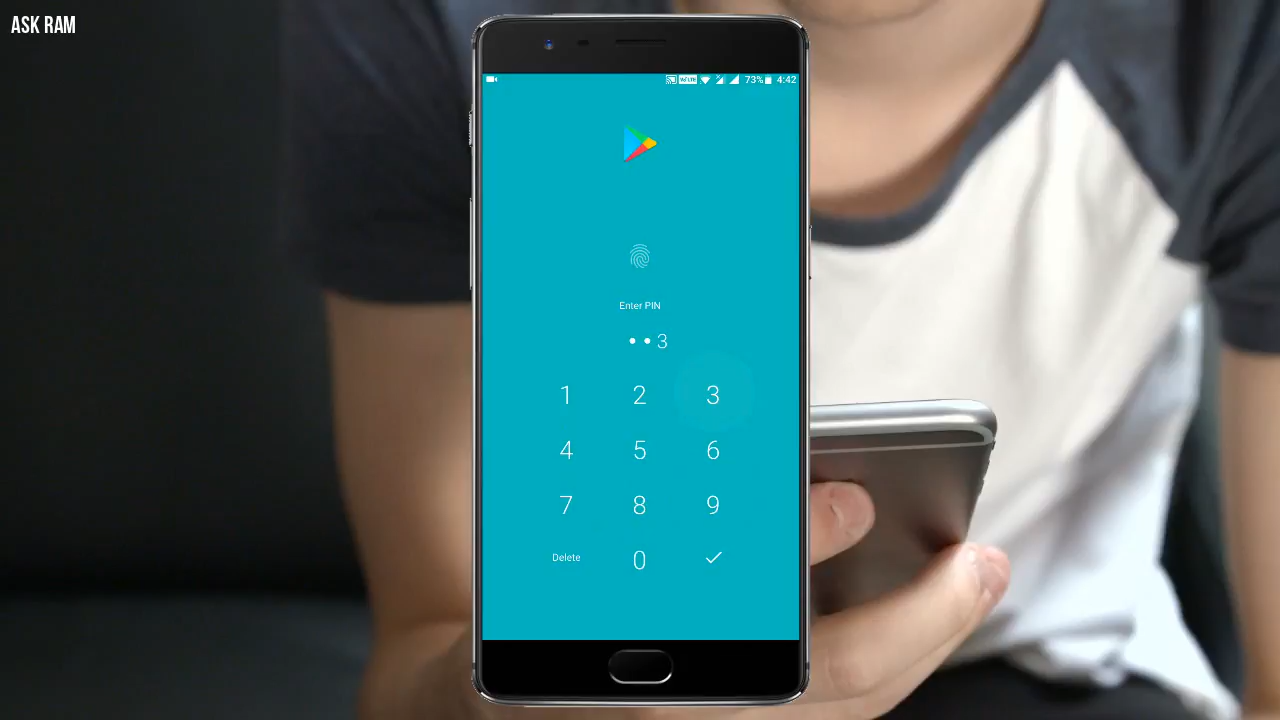 ASK RAM
VoLTE 73% 4:42
Enter PIN
••3
1 2 3
4 5 6
7 8 9
Delete 0